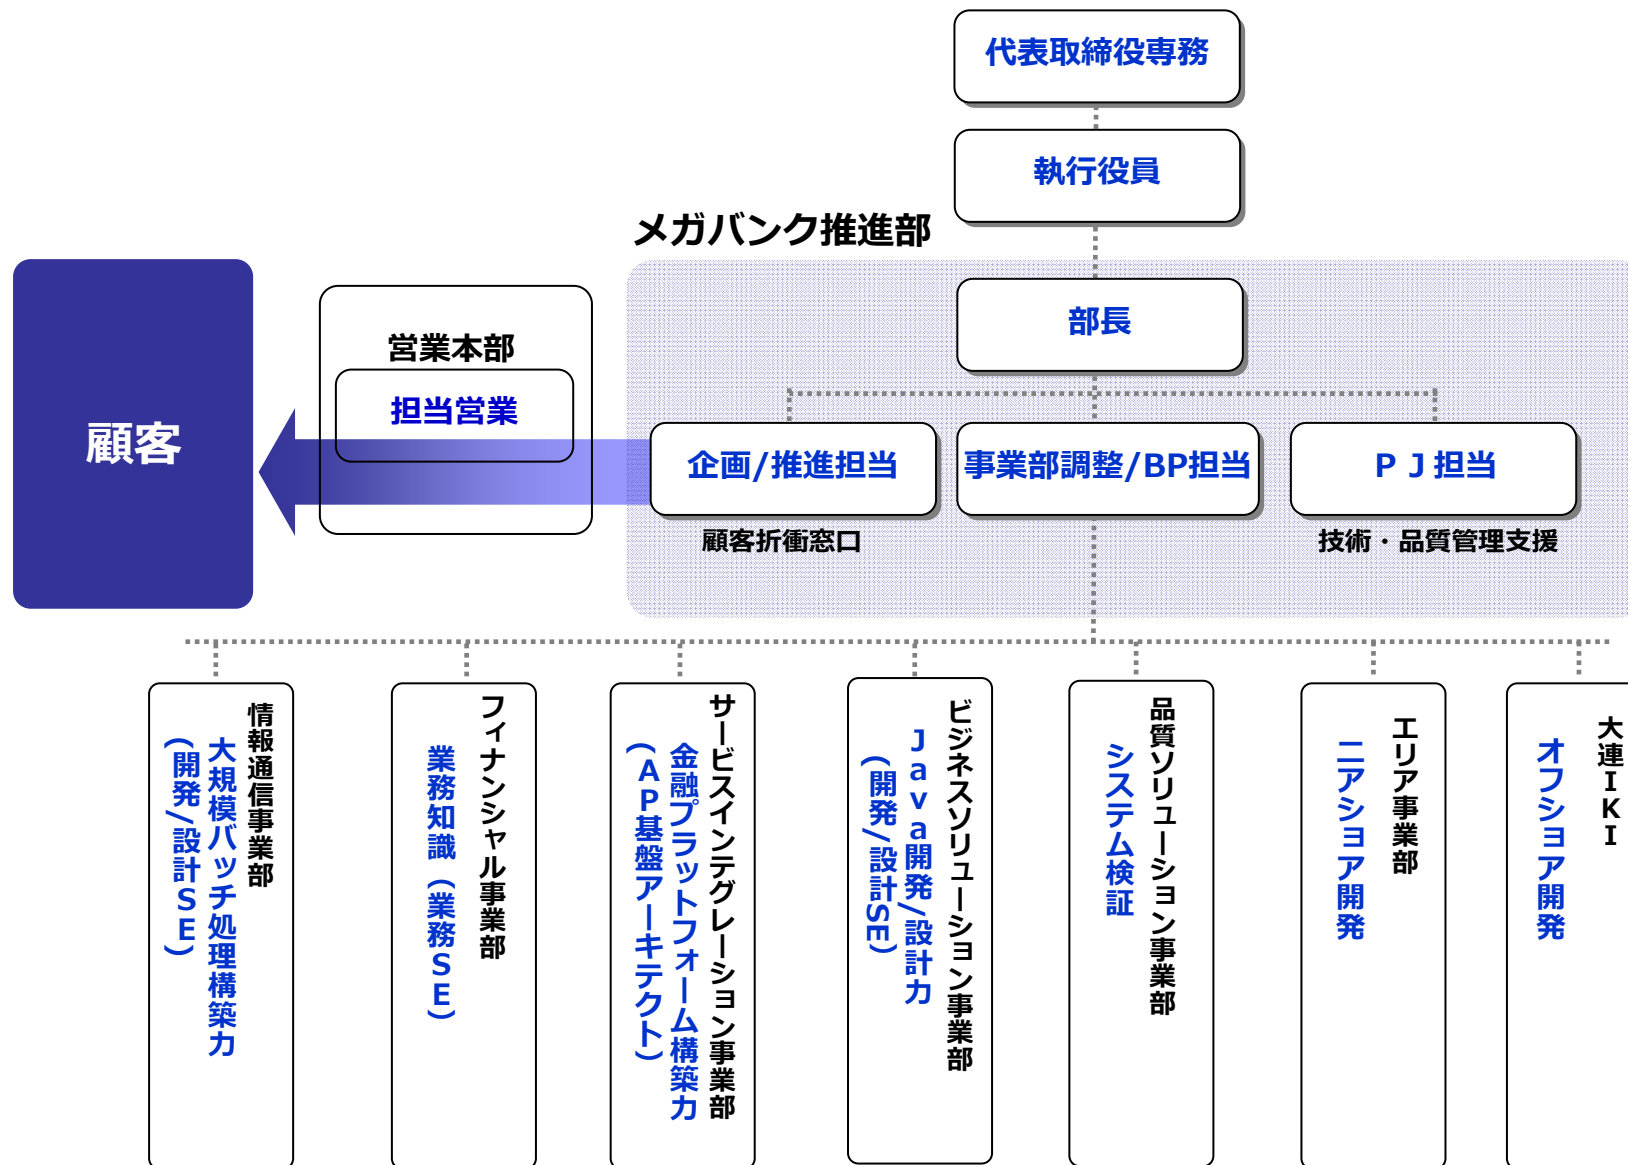 代表取締役専務
執行役員
メガバンク推進部
部長
営業本部
担当営業
顧客
企画/推進担当
事業部調整/BP担当
ＰＪ担当
顧客折衝窓口
技術・品質管理支援
情報通信事業部
大規模バッチ処理構築力
(開発/設計ＳＥ)
フィナンシャル事業部
業務知識（業務ＳＥ）
サービスインテグレーション事業部
金融プラットフォーム構築力
(ＡＰ基盤アーキテクト)
ビジネスソリューション事業部
Ｊａｖａ開発/設計力
(開発/設計SE)
品質ソリューション事業部
システム検証
エリア事業部
ニアショア開発
大連ＩＫＩ
オフショア開発